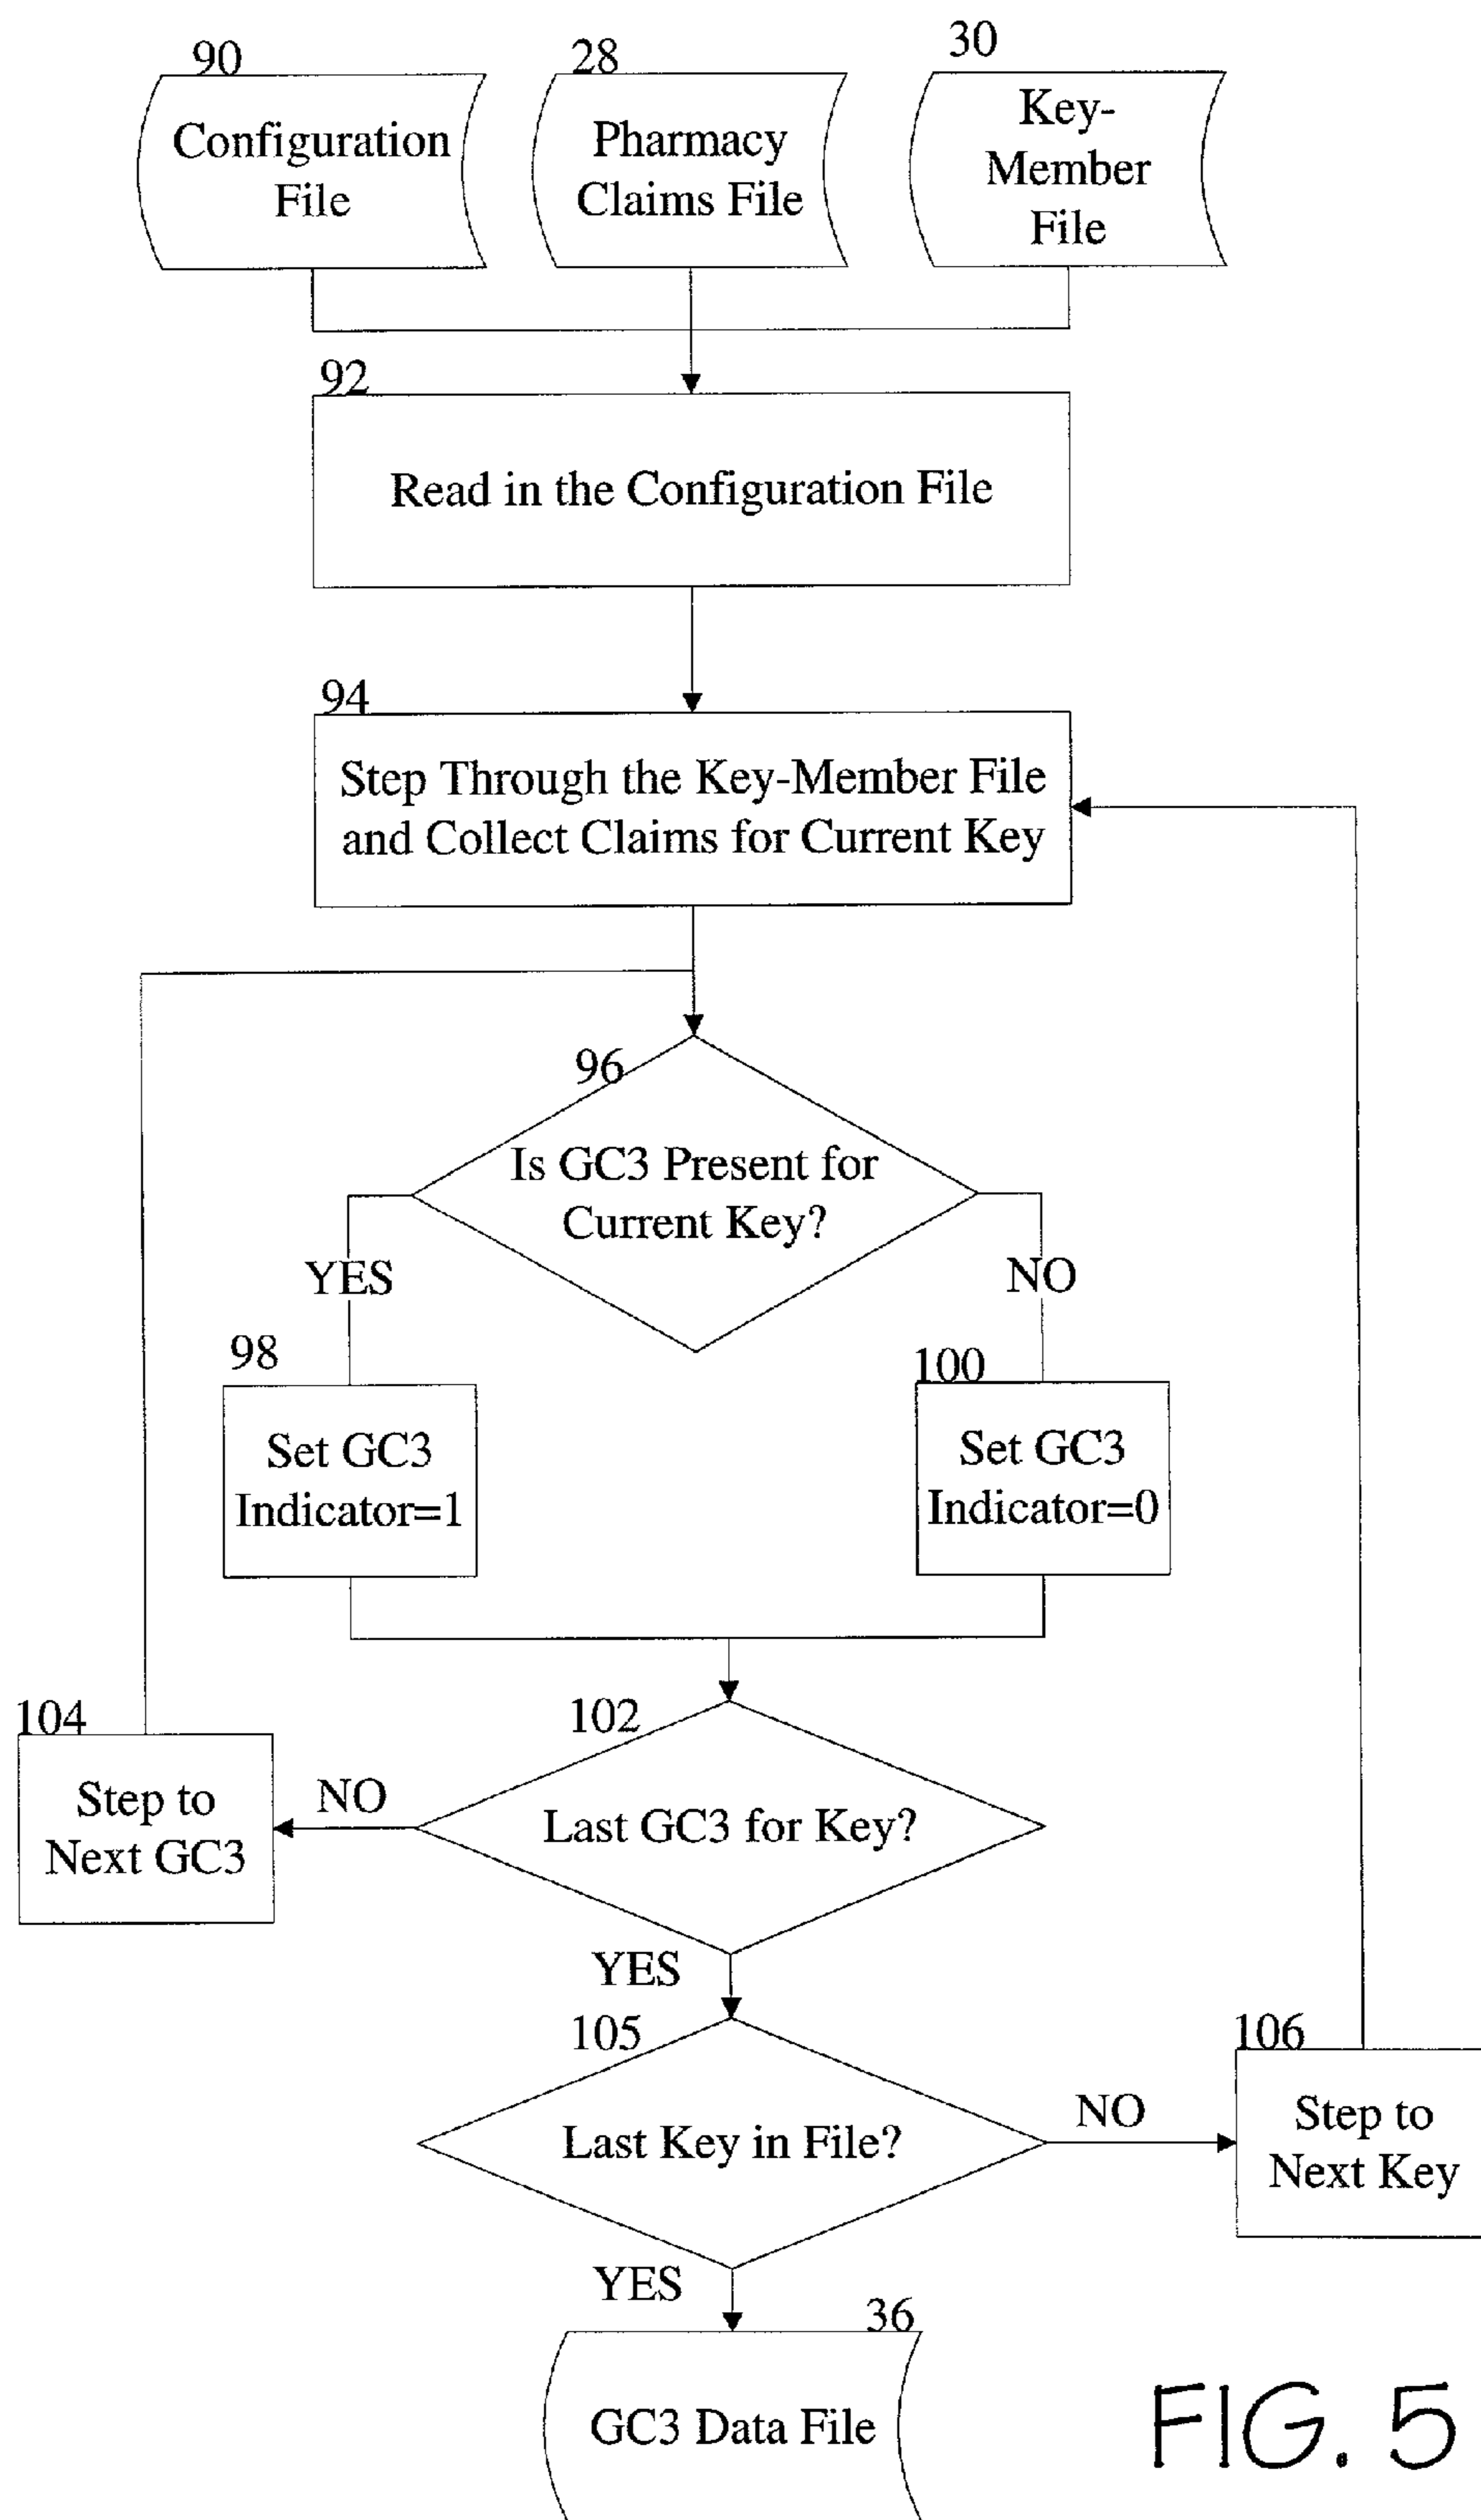 90
28
30
Configuration
File
Pharmacy
Claims File
Key-
Member
File
92
Read in the Configuration File
94
Step Through the Key-Member File
and Collect Claims for Current Key
96
Is GC3 Present for
Current Key?
YES
NO
98
100
Set GC3
Indicator=1
Set GC3
Indicator=0
104
102
Step to
Next GC3
NO
Last GC3 for Key?
YES
105
106
Last Key in File?
NO
Step to
Next Key
YES
36
GC3 Data File
FIG. 5